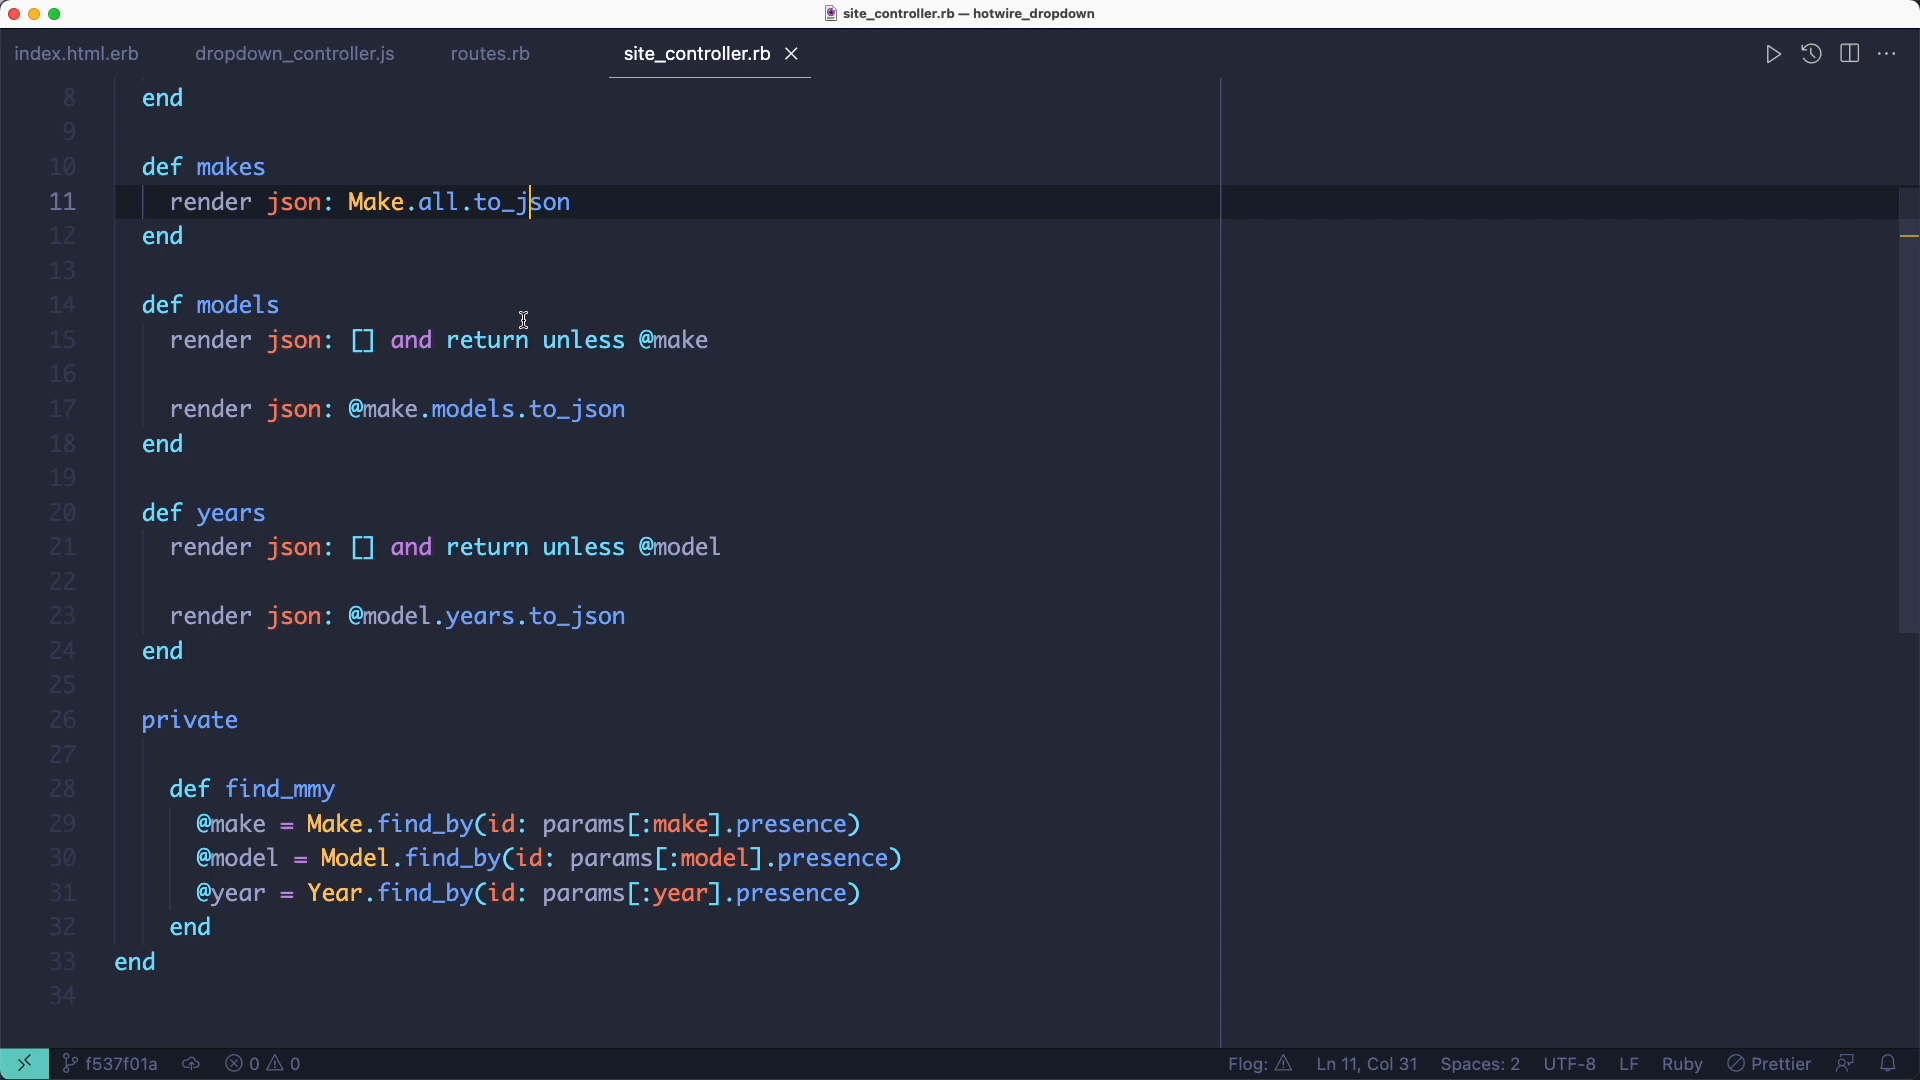 site_controller.rb — hotwire_dropdown
index.html.erb dropdown_controller.js routes.rb site_controller.rb
8 end
9
10 def makes
11 render json: Make.all.to_json
12 end
13
14 def models
15 render json: [] and return unless @make
16
17 render json: @make.models.to_json
18 end
19
20 def years
21 render json: [] and return unless @model
22
23 render json: @model.years.to_json
24 end
25
26 private
27
28 def find_mmy
29 @make = Make.find_by(id: params[:make].presence)
30 @model = Model.find_by(id: params[:model].presence)
31 @year = Year.find_by(id: params[:year].presence)
32 end
33 end
34
f537f01a 0 0 Flog: Ln 11, Col 31 Spaces: 2 UTF-8 LF Ruby Prettier